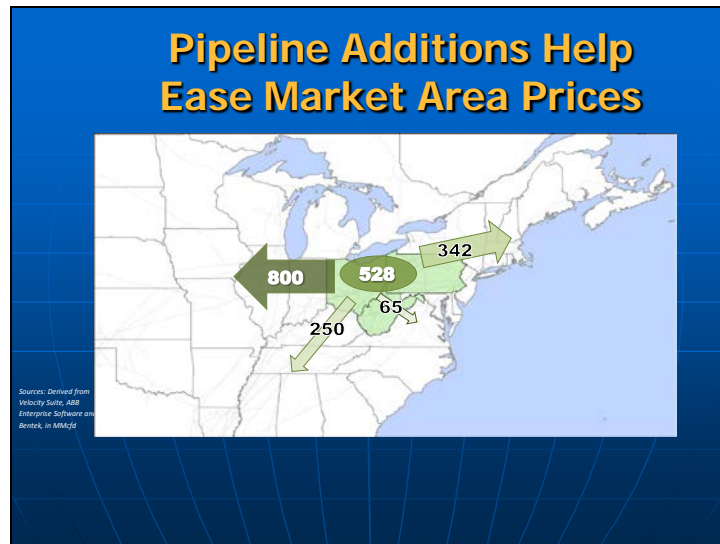 Pipeline Additions Help
Ease Market Area Prices
342
800
528
65
250
Sources: Derived from
Velocity Suite, ABB
Enterprise Software and
Bentek, in MMcfd